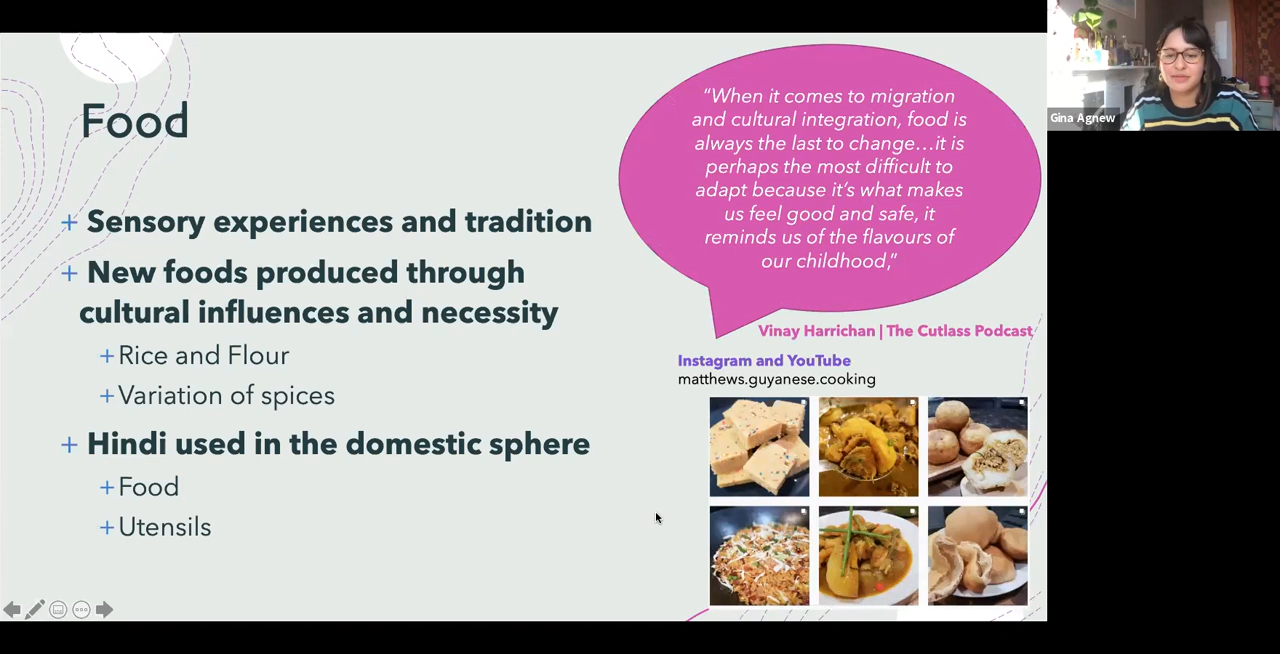 Food
+ Sensory experiences and tradition
+ New foods produced through
cultural influences and necessity
+Rice and Flour
+Variation of spices
+ Hindi used in the domestic sphere
+Food
+Utensils
“When it comes to migration
and cultural integration, food is
always the last to change…it is
perhaps the most difficult to
adapt because it’s what makes
us feel good and safe, it
reminds us of the flavours of
our childhood,”
Vinay Harrichan | The Cutlass Podcast
Instagram and YouTube
matthews.guyanese.cooking
Gina Agnew